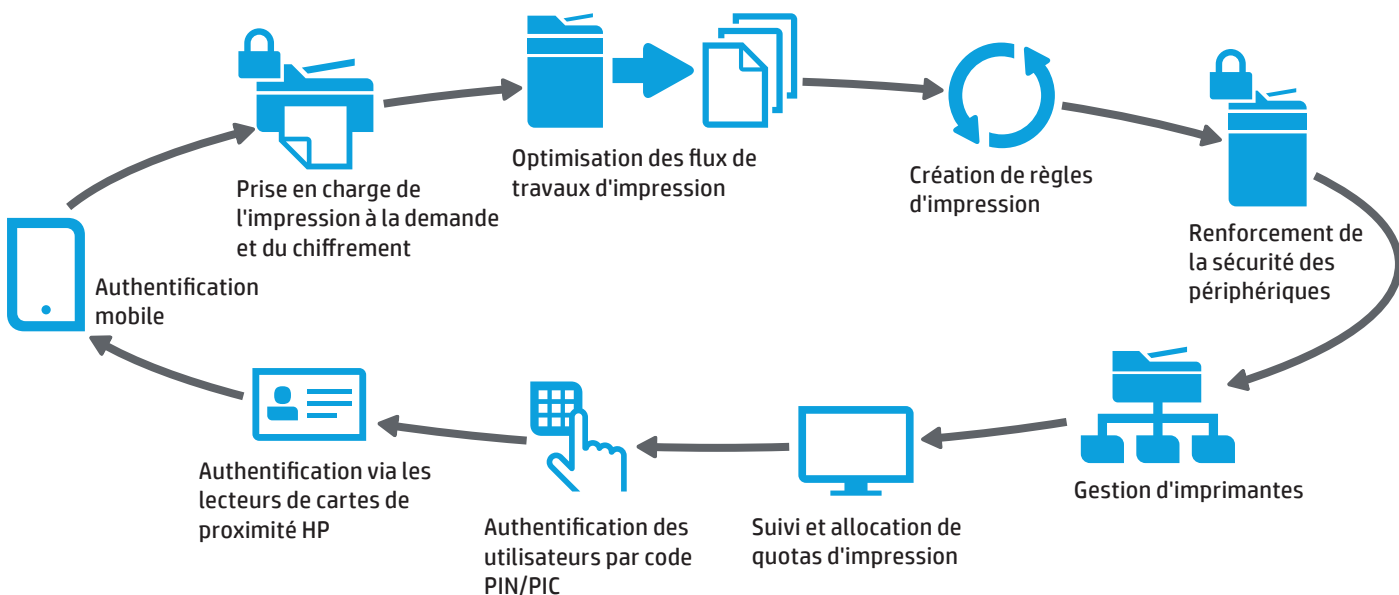 Prise en charge de
l'impression à la demande
et du chiffrement
Optimisation des flux de
travaux d'impression
Création de règles
d'impression
Renforcement de
la sécurité des
périphériques
Gestion d'imprimantes
Suivi et allocation de
quotas d'impression
Authentification des
utilisateurs par code
PIN/PIC
Authentification via les
lecteurs de cartes de
proximité HP
Authentification
mobile